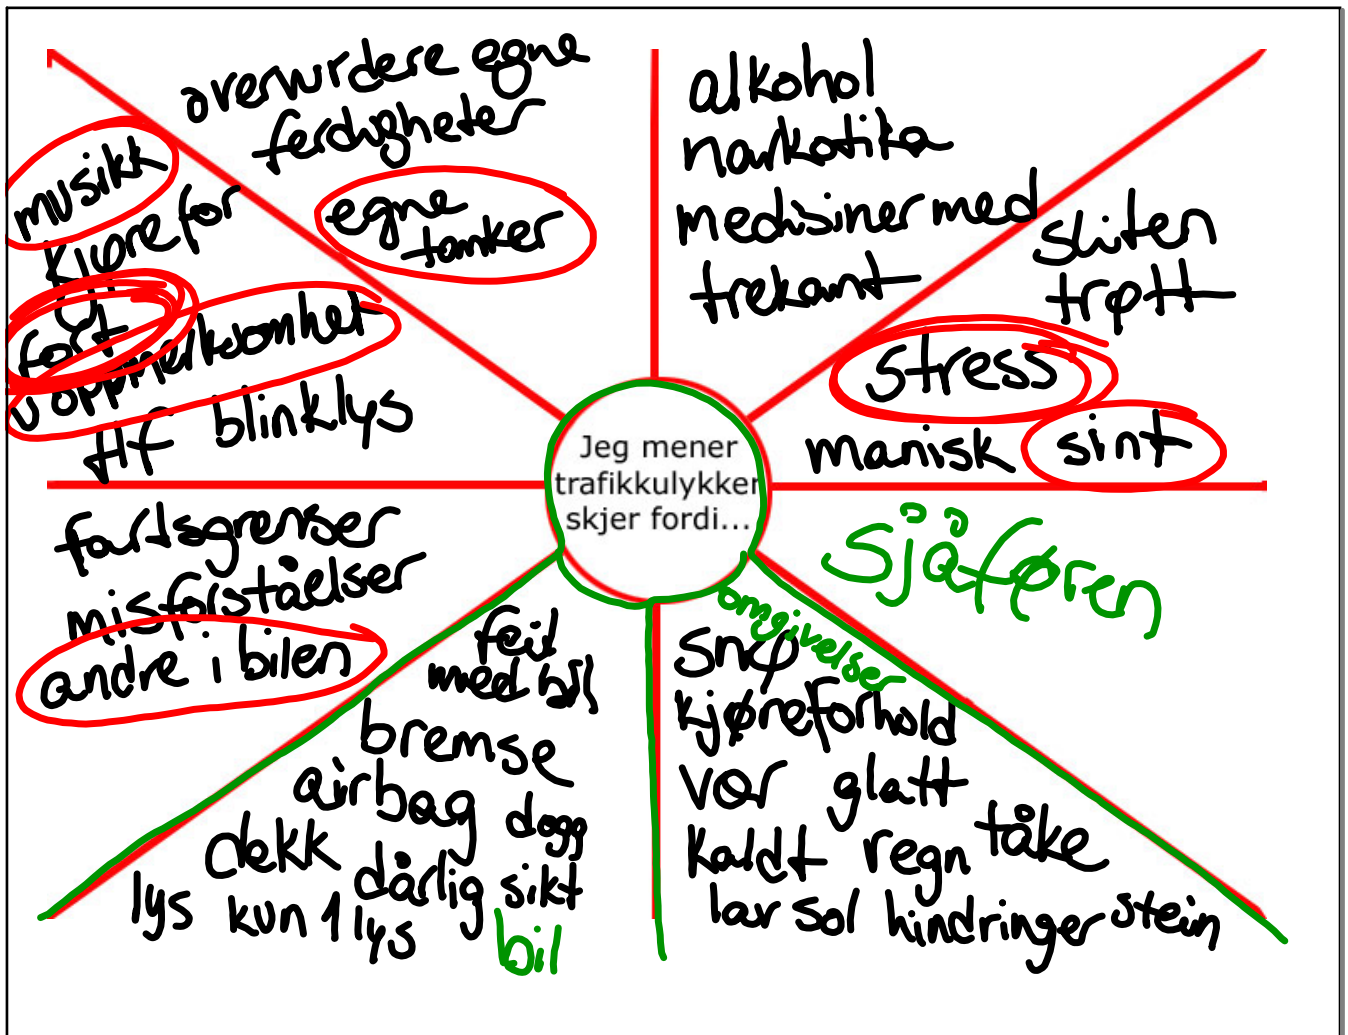 overvurdere egne
ferdigheter
egne
tanker
alkohol
narkotika
medisiner med
trekant
sliten
trøtt
stress
manisk sint
musikk
kjøre for
fort
uoppmerksomhet
tlf blinklys
Jeg mener
trafikkulykker
skjer fordi...
fartsgrenser
misforståelser
andre i bilen
feil
med bil
bremse
airbag dogg
dekk dårlig sikt
lys kun 1 lys
bil
omgivelser
snø
kjøreforhold
vær glatt
kaldt regn tåke
lav sol hindringer stein
sjåføren